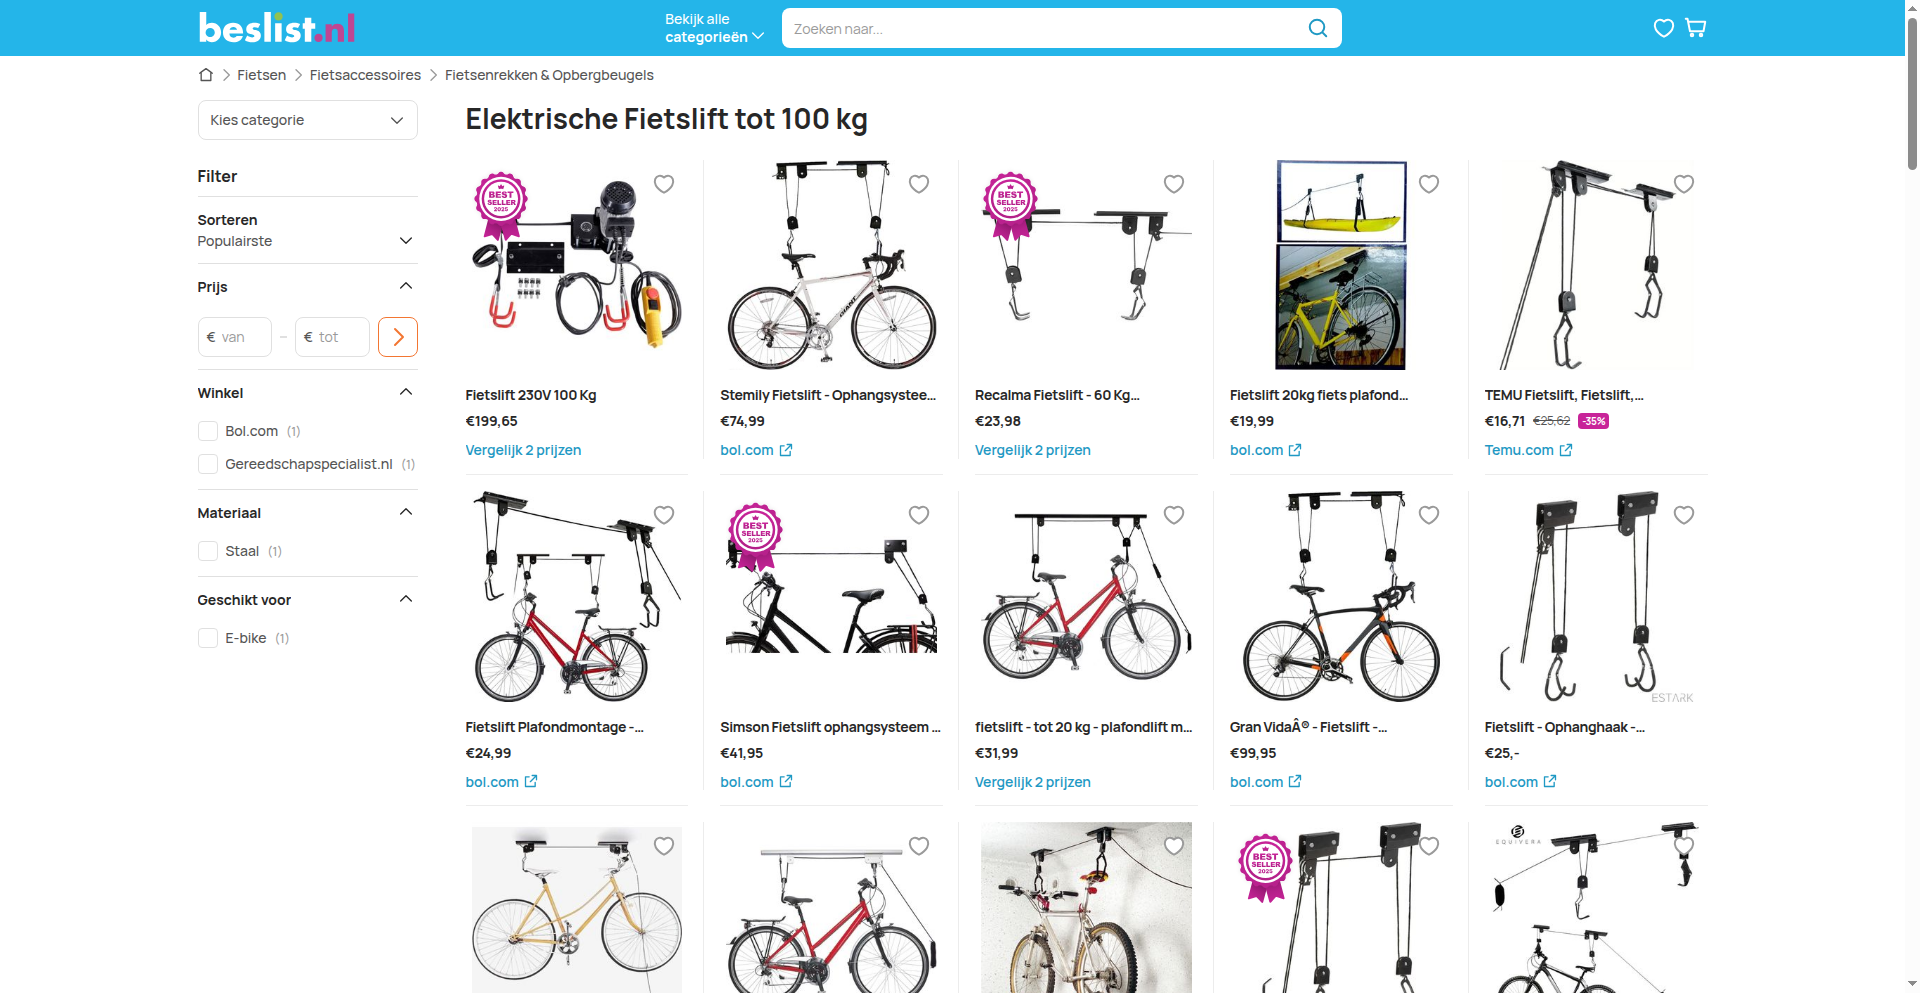 beslist.nl
Bekijk alle
categorieën
Zoeken naar...
Fietsen
Fietsaccessoires
Fietsenrekken & Opbergbeugels
Kies categorie
Elektrische Fietslift tot 100 kg
Filter
Sorteren
Populairste
Prijs
€ van
–
€ tot
Winkel
Bol.com (1)
Gereedschapspecialist.nl (1)
Materiaal
Staal (1)
Geschikt voor
E-bike (1)
BEST
SELLER
2025
GIANT
BEST
SELLER
2025
Fietslift 230V 100 Kg
€199,65
Vergelijk 2 prijzen
Stemily Fietslift - Ophangsystee...
€74,99
bol.com
Recalma Fietslift - 60 Kg...
€23,98
Vergelijk 2 prijzen
Fietslift 20kg fiets plafond...
€19,99
bol.com
TEMU Fietslift, Fietslift,...
€16,71 €25,62 -35%
Temu.com
BEST
SELLER
2025
ESTARK
Fietslift Plafondmontage -...
€24,99
bol.com
Simson Fietslift ophangsysteem ...
€41,95
bol.com
fietslift - tot 20 kg - plafondlift m...
€31,99
Vergelijk 2 prijzen
Gran VidaÂ® - Fietslift -...
€99,95
bol.com
Fietslift - Ophanghaak -...
€25,-
bol.com
BEST
SELLER
2025
EQUIVERA